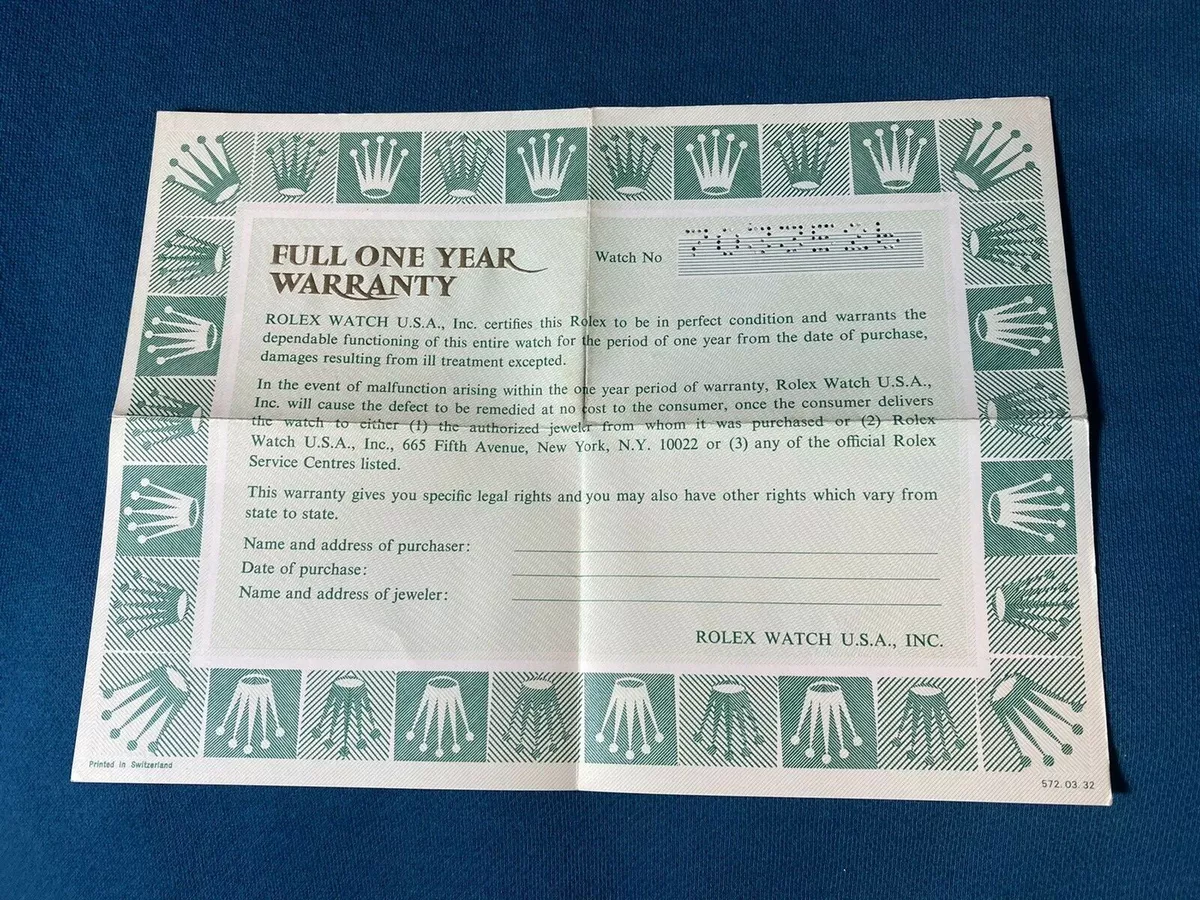 FULL ONE YEAR
WARRANTY
Watch No
ROLEX WATCH U.S.A., Inc. certifies this Rolex to be in perfect condition and warrants the
dependable functioning of this entire watch for the period of one year from the date of purchase,
damages resulting from ill treatment excepted.
In the event of malfunction arising within the one year period of warranty, Rolex Watch U.S.A.,
Inc. will cause the defect to be remedied at no cost to the consumer, once the consumer delivers
the watch to either (1) the authorized jeweler from whom it was purchased or (2) Rolex
Watch U.S.A., Inc., 665 Fifth Avenue, New York, N.Y. 10022 or (3) any of the official Rolex
Service Centres listed.
This warranty gives you specific legal rights and you may also have other rights which vary from
state to state.
Name and address of purchaser:
Date of purchase:
Name and address of jeweler:
ROLEX WATCH U.S.A., INC.
Printed in Switzerland
572.03.32